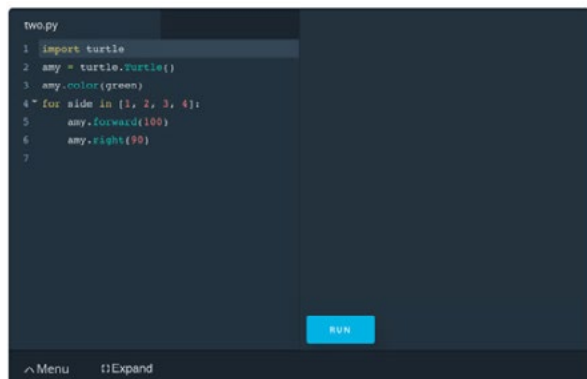 two.py
1 import turtle
2 amy = turtle.Turtle()
3 amy.color(green)
4 for side in [1, 2, 3, 4]:
5     amy.forward(100)
6     amy.right(90)
7
RUN
Menu
Expand